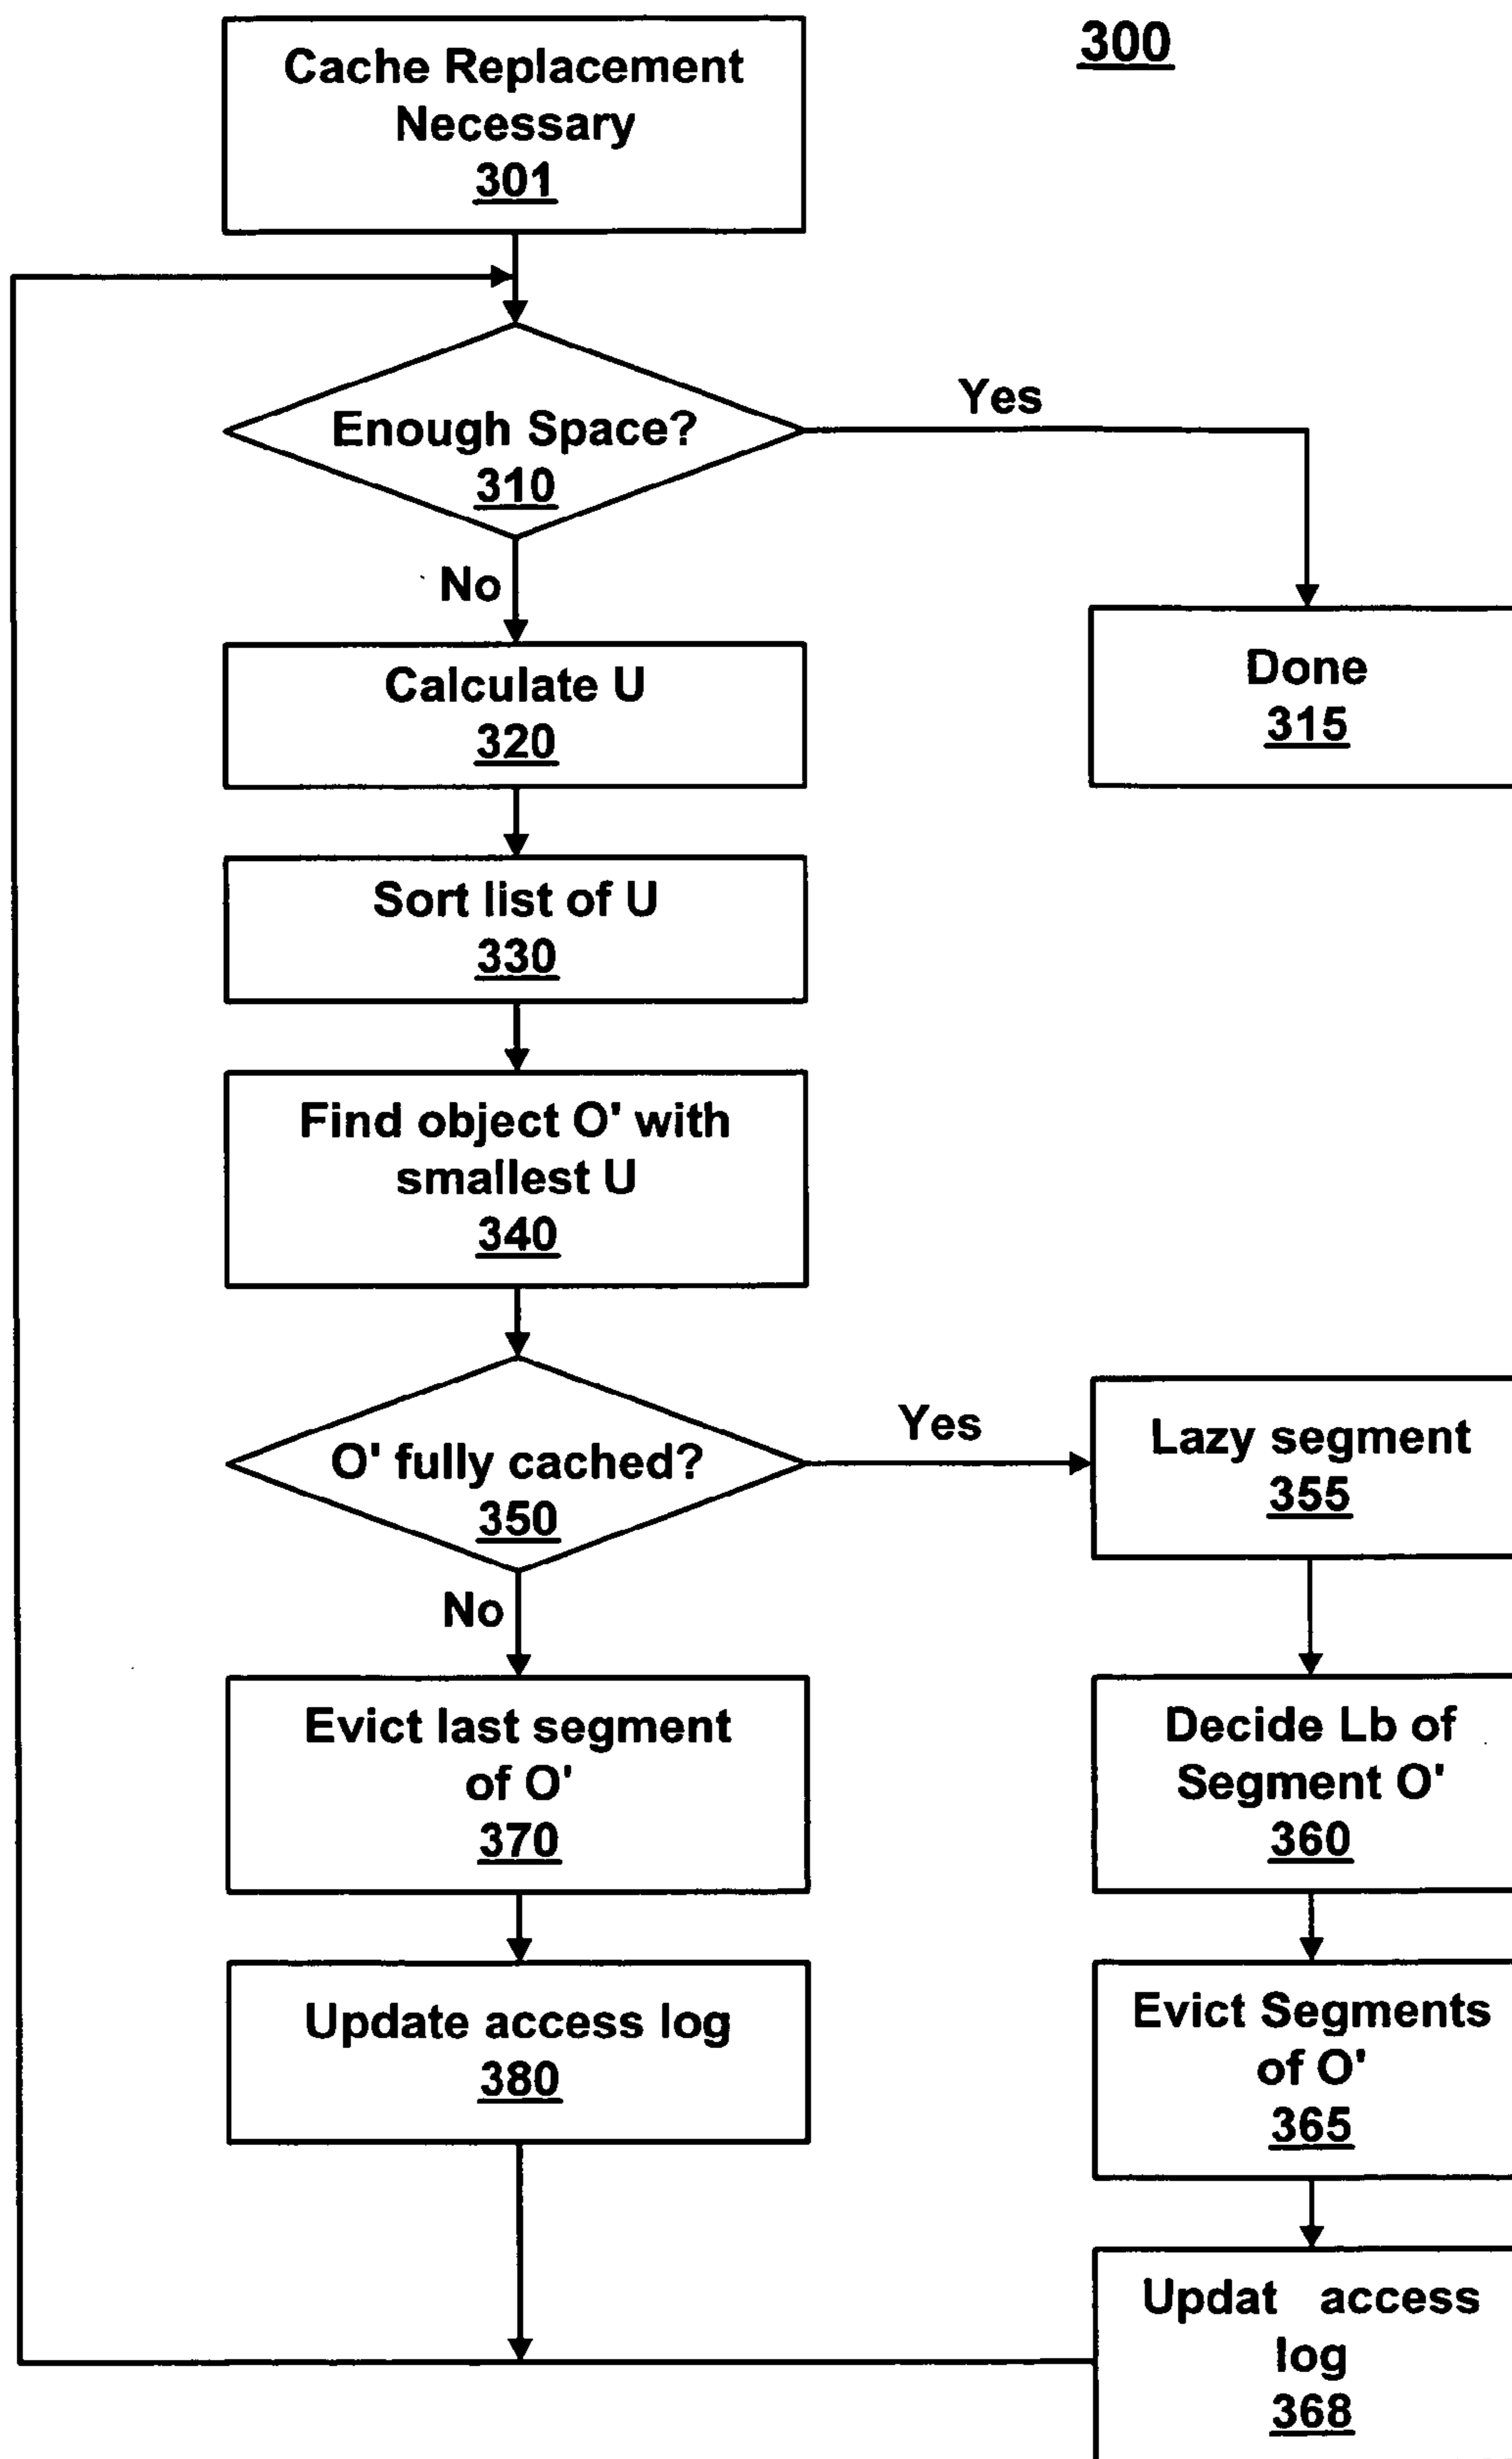 300
Cache Replacement
Necessary
301
Enough Space?
310
Yes
No
Calculate U
320
Done
315
Sort list of U
330
Find object O' with
smallest U
340
O' fully cached?
350
Yes
Lazy segment
355
No
Evict last segment
of O'
370
Decide Lb of
Segment O'
360
Update access log
380
Evict Segments
of O'
365
Updat access
log
368